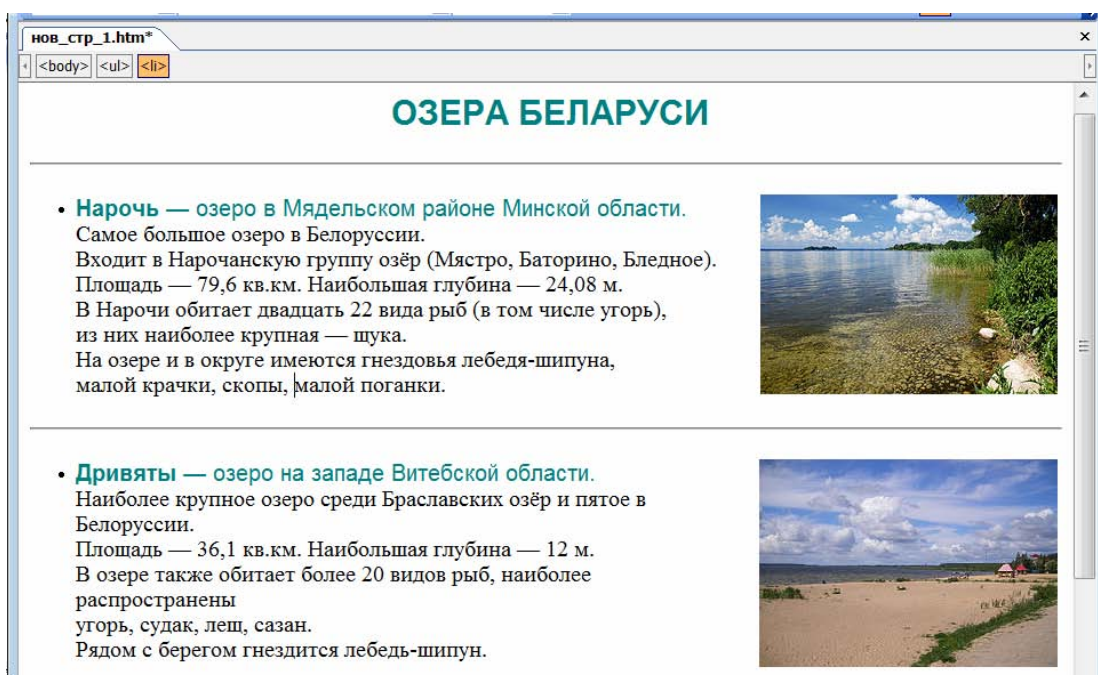 нов_стр_1.htm*
<body> <ul> <li>
ОЗЕРА БЕЛАРУСИ
• Нарочь — озеро в Мядельском районе Минской области.
Самое большое озеро в Белоруссии.
Входит в Нарочанскую группу озёр (Мястро, Баторино, Бледное).
Площадь — 79,6 кв.км. Наибольшая глубина — 24,08 м.
В Нарочи обитает двадцать 22 вида рыб (в том числе угорь),
из них наиболее крупная — щука.
На озере и в округе имеются гнездовья лебедя-шипуна,
малой крачки, скопы, малой поганки.
• Дривяты — озеро на западе Витебской области.
Наиболее крупное озеро среди Браславских озёр и пятое в
Белоруссии.
Площадь — 36,1 кв.км. Наибольшая глубина — 12 м.
В озере также обитает более 20 видов рыб, наиболее
распространены
угорь, судак, лещ, сазан.
Рядом с берегом гнездится лебедь-шипун.